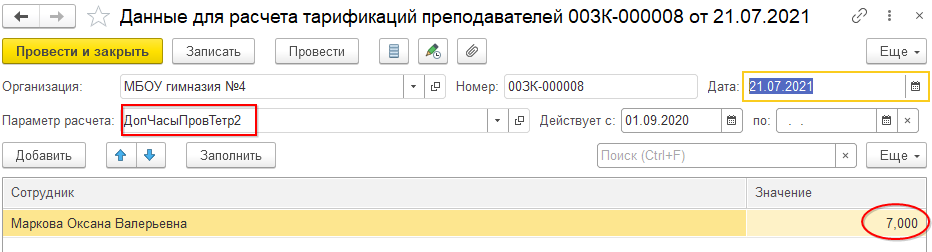 Данные для расчета тарификаций преподавателей 00ЗК-000008 от 21.07.2021
Провести и закрыть Записать Провести Еще
Организация: МБОУ гимназия №4 Номер: 00ЗК-000008 Дата: 21.07.2021
Параметр расчета: ДопЧасыПровТетр2 Действует с: 01.09.2020 по: . .
Добавить Заполнить Поиск (Ctrl+F) × Еще
Сотрудник Значение
Маркова Оксана Валерьевна 7,000